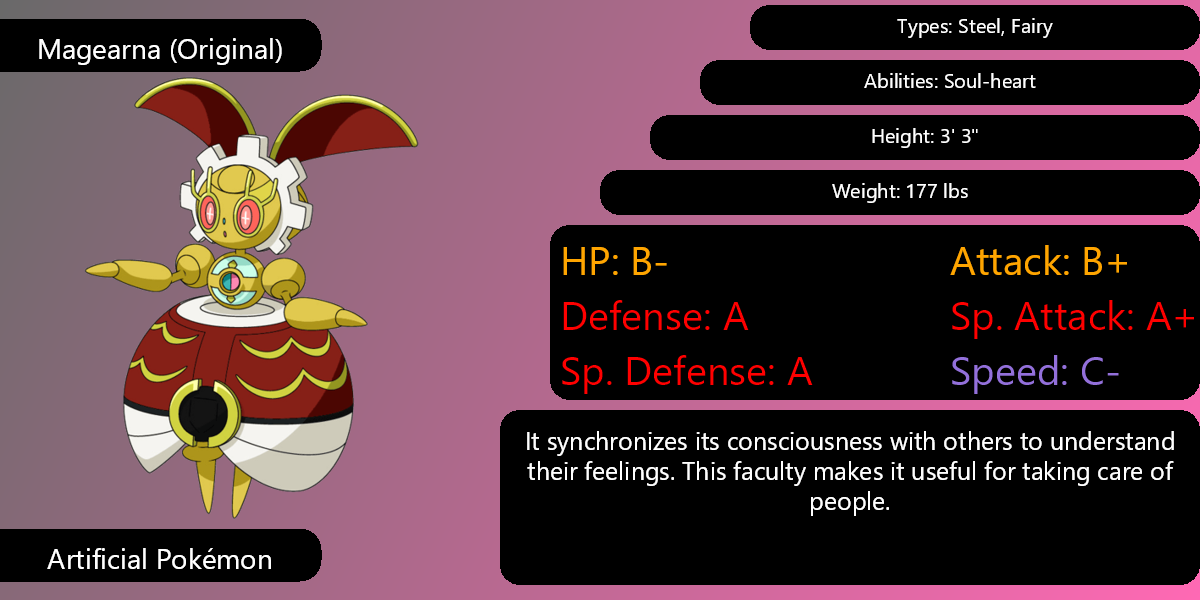 Magearna (Original)
Artificial Pokémon
Types: Steel, Fairy
Abilities: Soul-heart
Height: 3' 3"
Weight: 177 lbs
HP: B-
Attack: B+
Defense: A
Sp. Attack: A+
Sp. Defense: A
Speed: C-
It synchronizes its consciousness with others to understand
their feelings. This faculty makes it useful for taking care of
people.